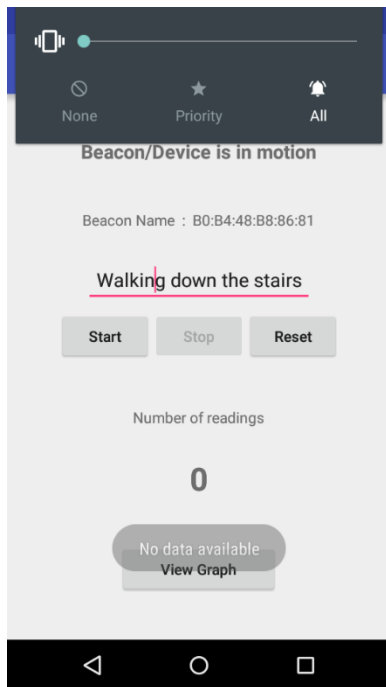 None Priority All
Beacon/Device is in motion
Beacon Name : B0:B4:48:B8:86:81
Walking down the stairs
Start Stop Reset
Number of readings
0
No data available
View Graph